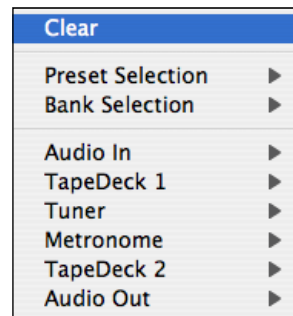 Clear
Preset Selection
Bank Selection
Audio In
TapeDeck 1
Tuner
Metronome
TapeDeck 2
Audio Out